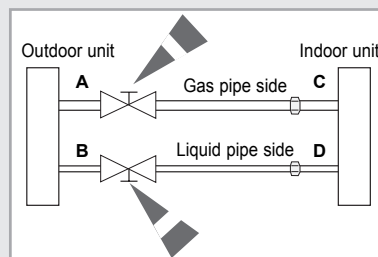 Outdoor unit Indoor unit
A Gas pipe side C
B Liquid pipe side D